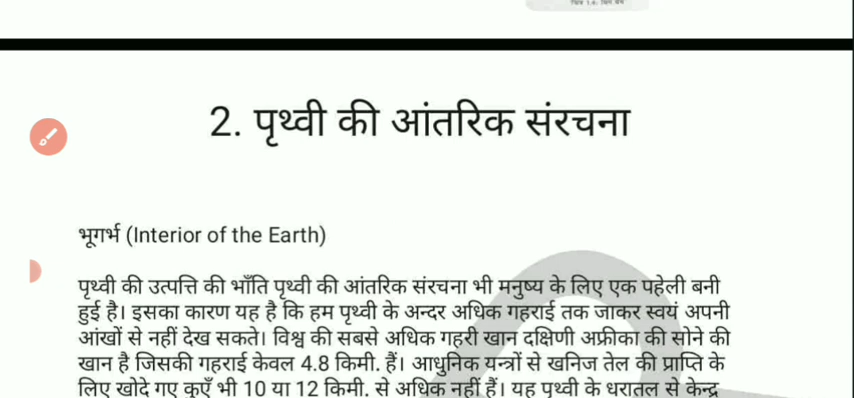 2. पृथ्वी की आंतरिक संरचना
भूगर्भ (Interior of the Earth)
पृथ्वी की उत्पत्ति की भाँति पृथ्वी की आंतरिक संरचना भी मनुष्य के लिए एक पहेली बनी
हुई है। इसका कारण यह है कि हम पृथ्वी के अन्दर अधिक गहराई तक जाकर स्वयं अपनी
आंखों से नहीं देख सकते। विश्व की सबसे अधिक गहरी खान दक्षिणी अफ्रीका की सोने की
खान है जिसकी गहराई केवल 4.8 किमी. हैं। आधुनिक यन्त्रों से खनिज तेल की प्राप्ति के
लिए खोदे गए कुएँ भी 10 या 12 किमी. से अधिक नहीं हैं। यह पृथ्वी के धरातल से केन्द्र